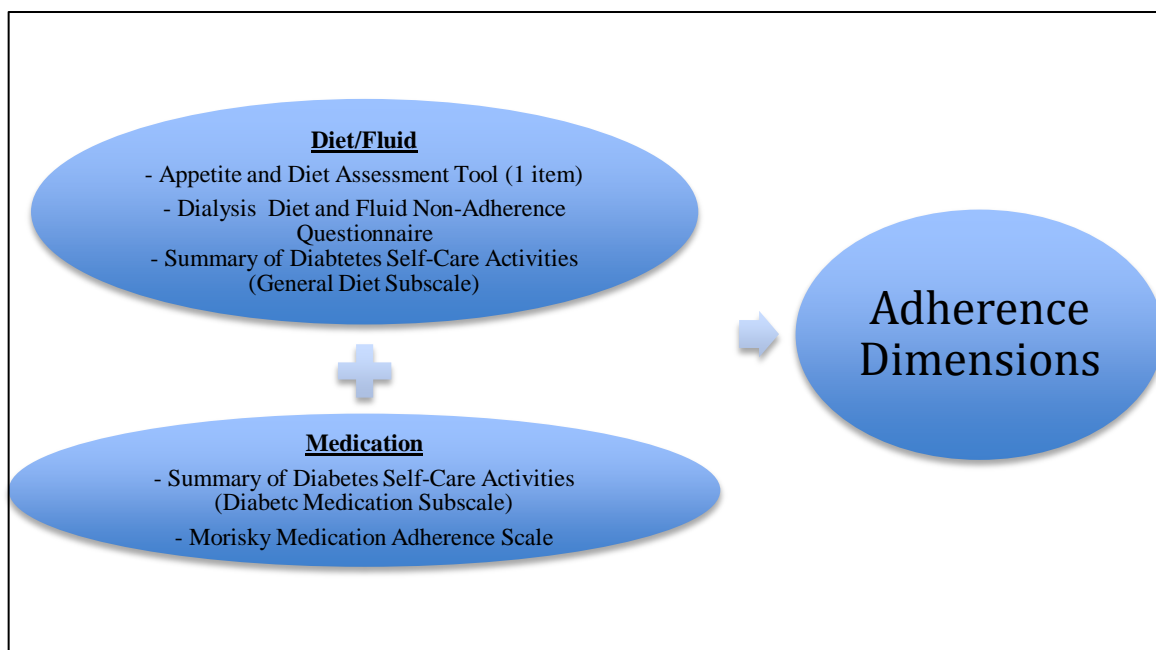 Diet/Fluid
- Appetite and Diet Assessment Tool (1 item)
- Dialysis  Diet and Fluid Non-Adherence
Questionnaire
- Summary of Diabtetes Self-Care Activities
(General Diet Subscale)
Medication
- Summary of Diabetes Self-Care Activities
(Diabetc Medication Subscale)
- Morisky Medication Adherence Scale
Adherence
Dimensions